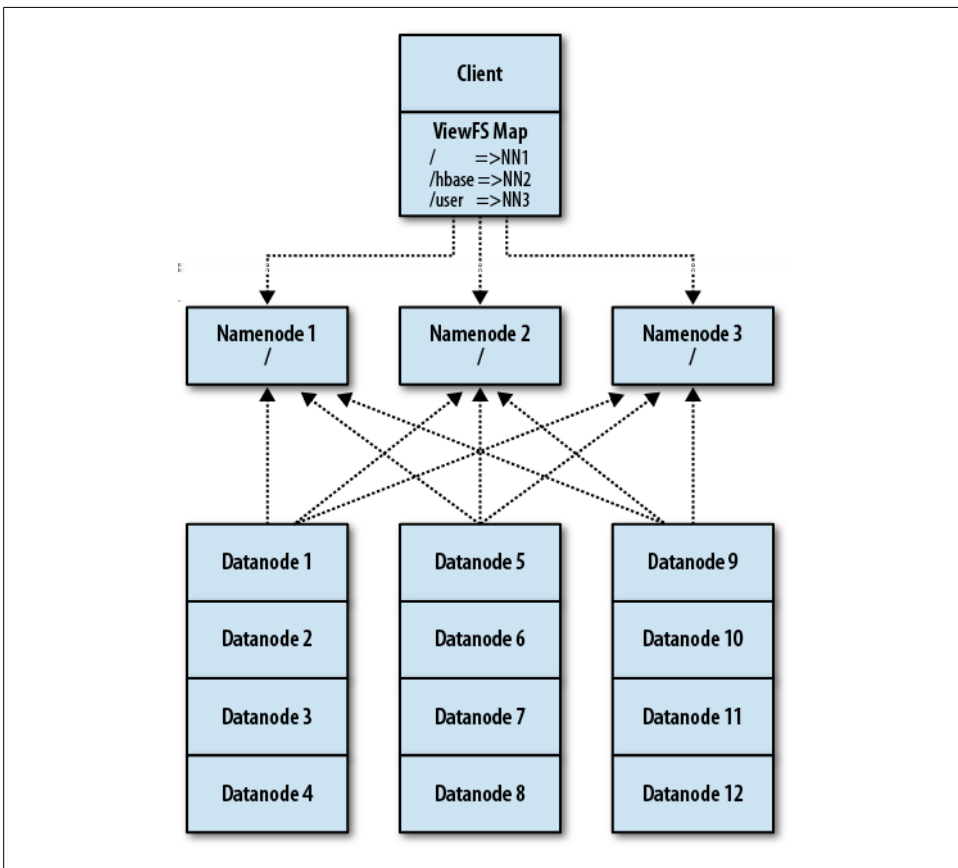 Client
ViewFS Map
/ =>NN1
/hbase =>NN2
/user =>NN3
Namenode 1
/
Namenode 2
/
Namenode 3
/
Datanode 1
Datanode 5
Datanode 9
Datanode 2
Datanode 6
Datanode 10
Datanode 3
Datanode 7
Datanode 11
Datanode 4
Datanode 8
Datanode 12